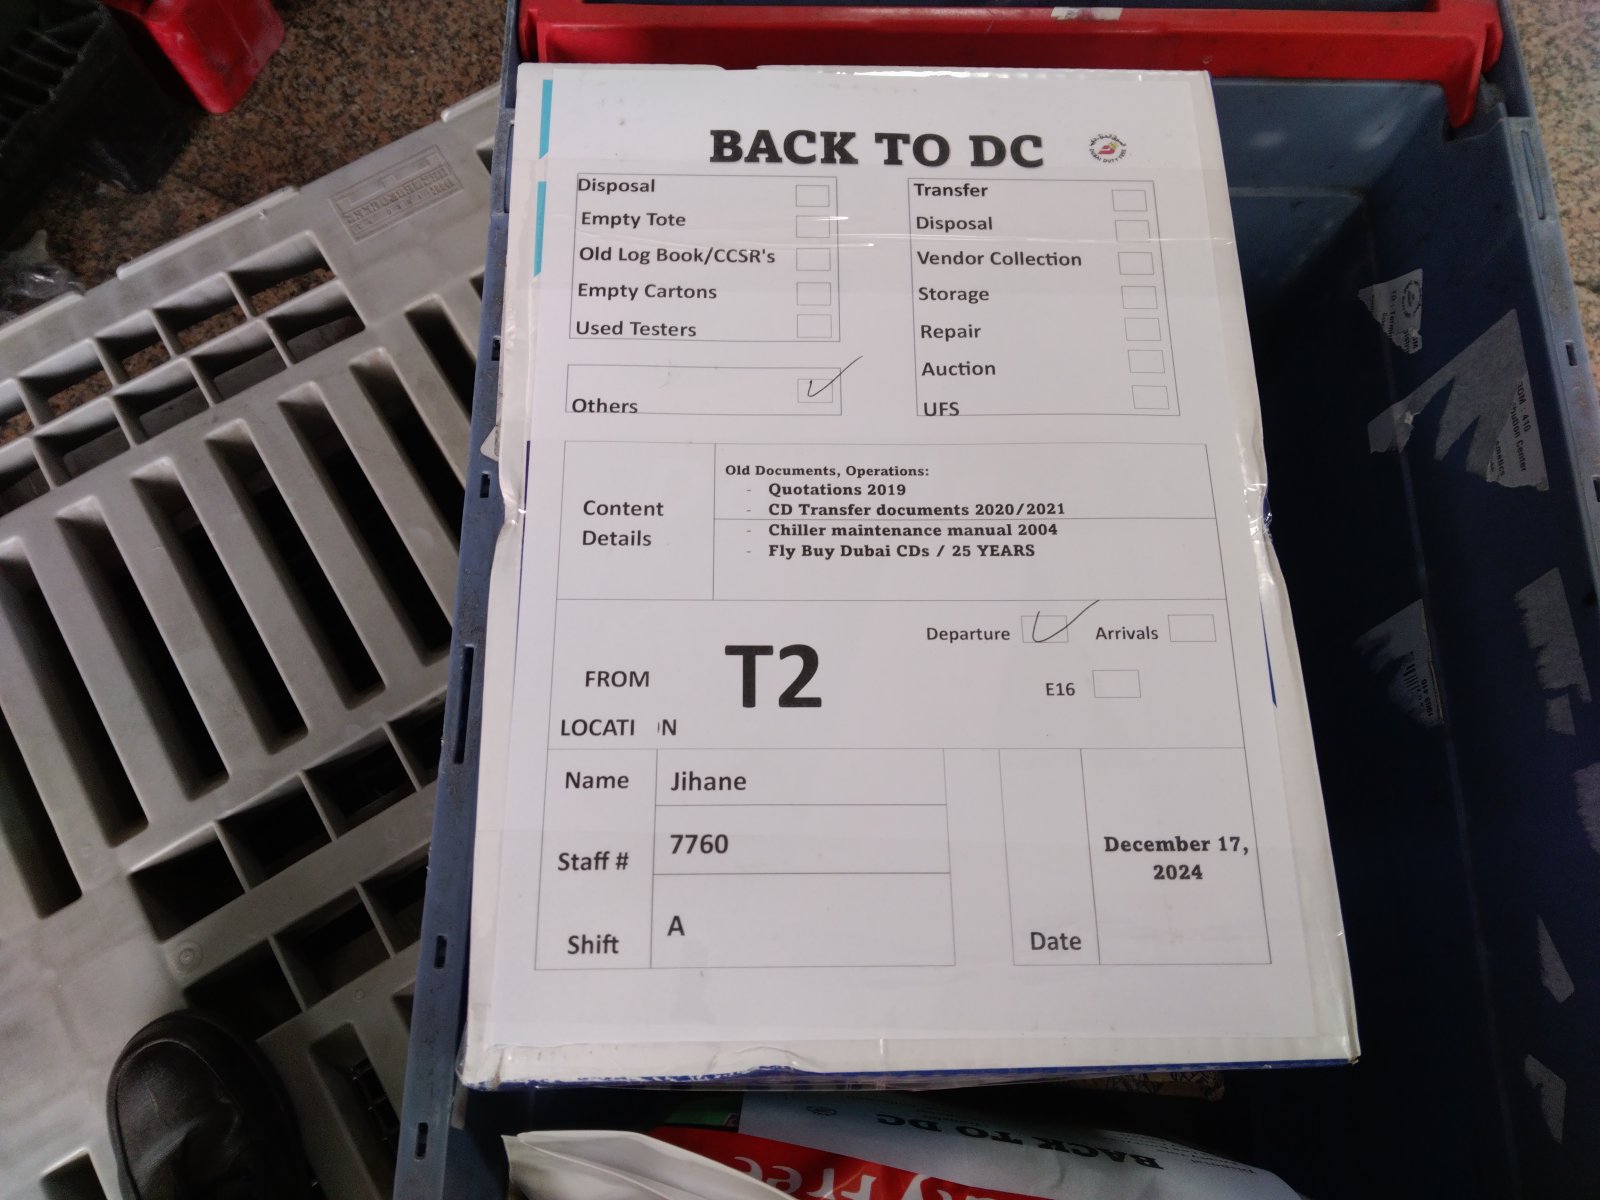 BACK TO DC
Disposal
Empty Tote
Old Log Book/CCSR's
Empty Cartons
Used Testers
Others
Transfer
Disposal
Vendor Collection
Storage
Repair
Auction
UFS
Content
Details
Old Documents, Operations:
- Quotations 2019
- CD Transfer documents 2020/2021
- Chiller maintenance manual 2004
- Fly Buy Dubai CDs / 25 YEARS
FROM
LOCATI N
T2
Departure
Arrivals
E16
Name
Jihane
Staff #
7760
Shift
A
Date
December 17,
2024
BACK TO DC
Free